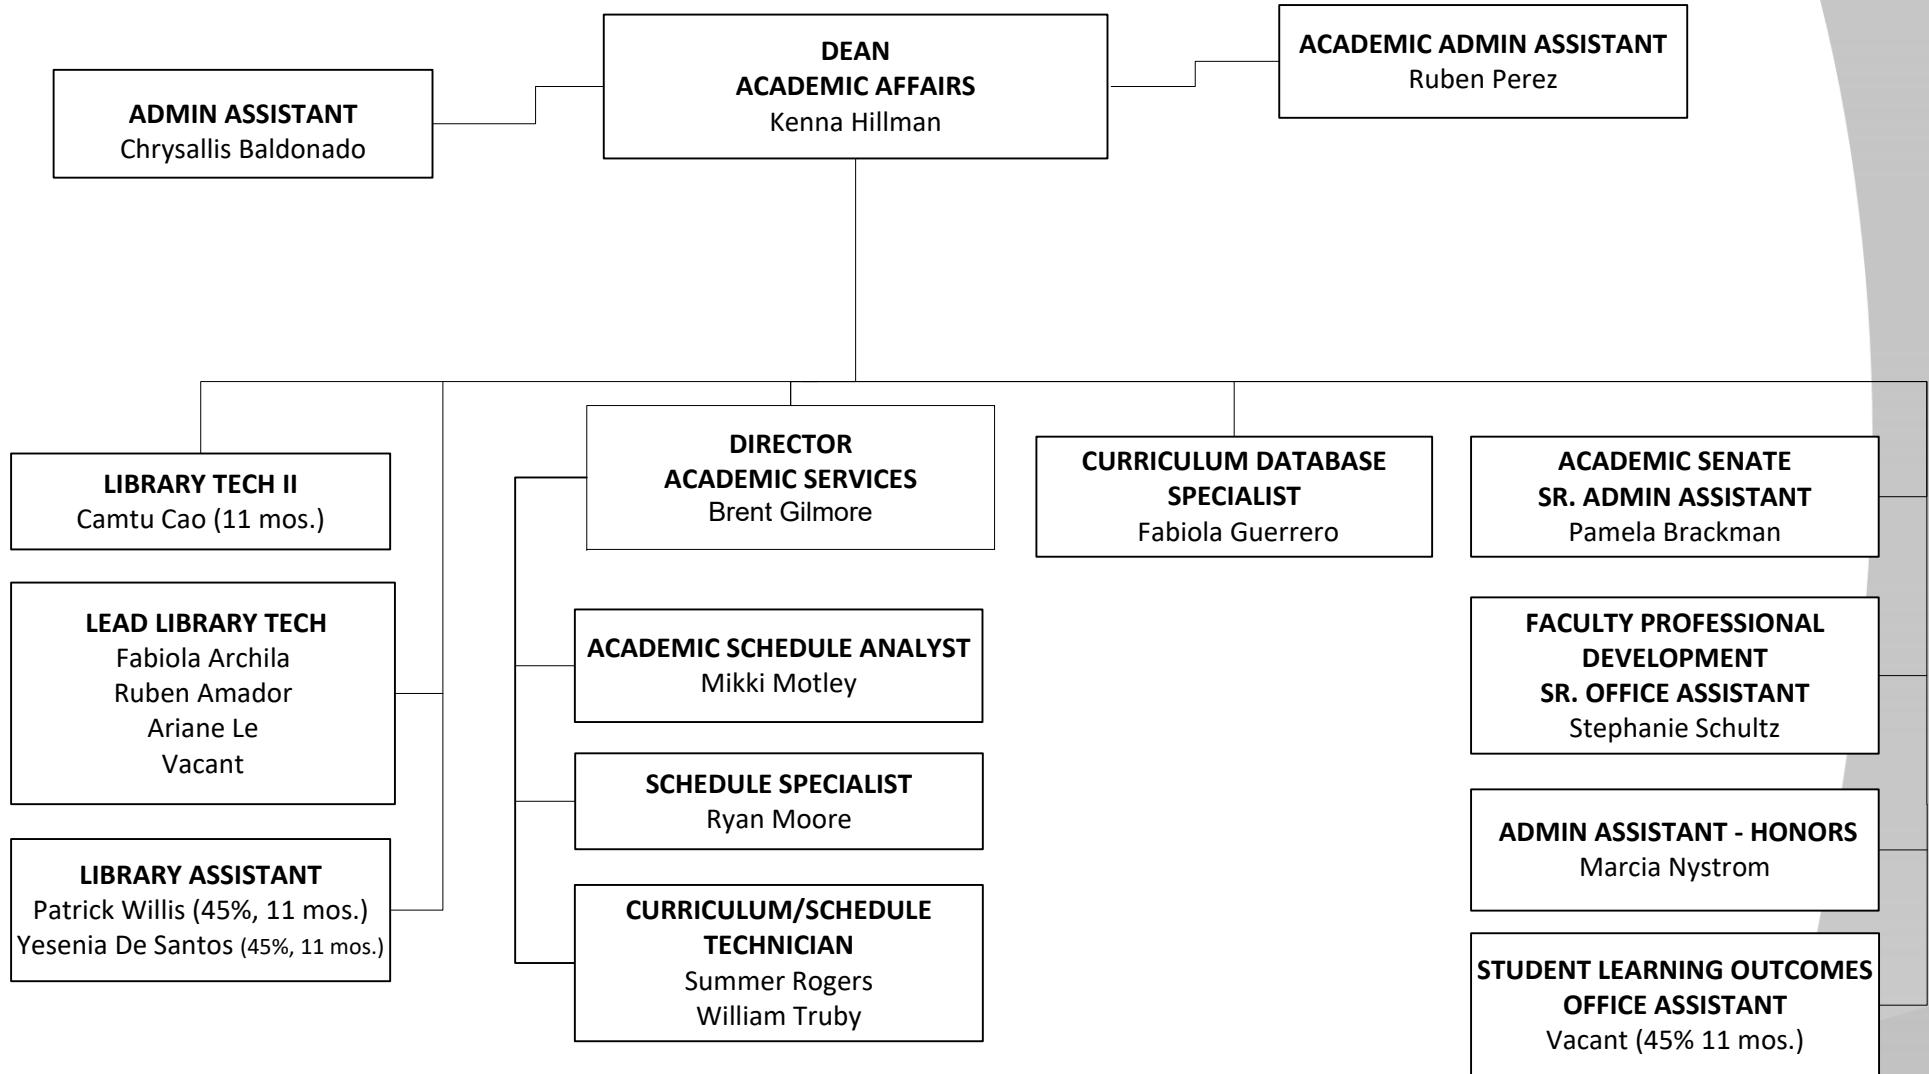 DEAN
ACADEMIC AFFAIRS
Kenna Hillman
ACADEMIC ADMIN ASSISTANT
Ruben Perez
ADMIN ASSISTANT
Chrysallis Baldonado
LIBRARY TECH II
Camtu Cao (11 mos.)
LEAD LIBRARY TECH
Fabiola Archila
Ruben Amador
Ariane Le
Vacant
LIBRARY ASSISTANT
Patrick Willis (45%, 11 mos.)
Yesenia De Santos (45%, 11 mos.)
DIRECTOR
ACADEMIC SERVICES
Brent Gilmore
ACADEMIC SCHEDULE ANALYST
Mikki Motley
SCHEDULE SPECIALIST
Ryan Moore
CURRICULUM/SCHEDULE
TECHNICIAN
Summer Rogers
William Truby
CURRICULUM DATABASE
SPECIALIST
Fabiola Guerrero
ACADEMIC SENATE
SR. ADMIN ASSISTANT
Pamela Brackman
FACULTY PROFESSIONAL
DEVELOPMENT
SR. OFFICE ASSISTANT
Stephanie Schultz
ADMIN ASSISTANT - HONORS
Marcia Nystrom
STUDENT LEARNING OUTCOMES
OFFICE ASSISTANT
Vacant (45% 11 mos.)